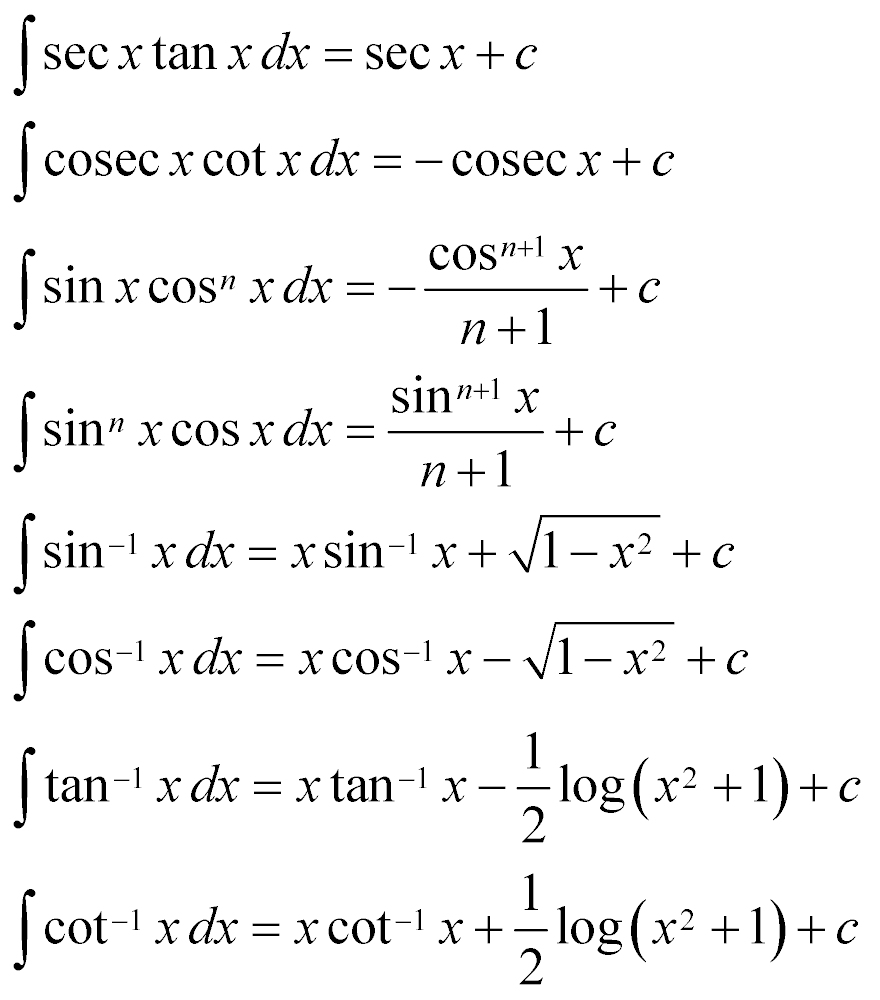 ∫ sec x tan x dx = sec x + c
∫ cosec x cot x dx = − cosec x + c
∫ sin x cosⁿ x dx = − cosⁿ⁺¹ x / n + 1 + c
∫ sinⁿ x cos x dx = sinⁿ⁺¹ x / n + 1 + c
∫ sin⁻¹ x dx = x sin⁻¹ x + √(1 − x²) + c
∫ cos⁻¹ x dx = x cos⁻¹ x − √(1 − x²) + c
∫ tan⁻¹ x dx = x tan⁻¹ x − 1/2 log(x² + 1) + c
∫ cot⁻¹ x dx = x cot⁻¹ x + 1/2 log(x² + 1) + c